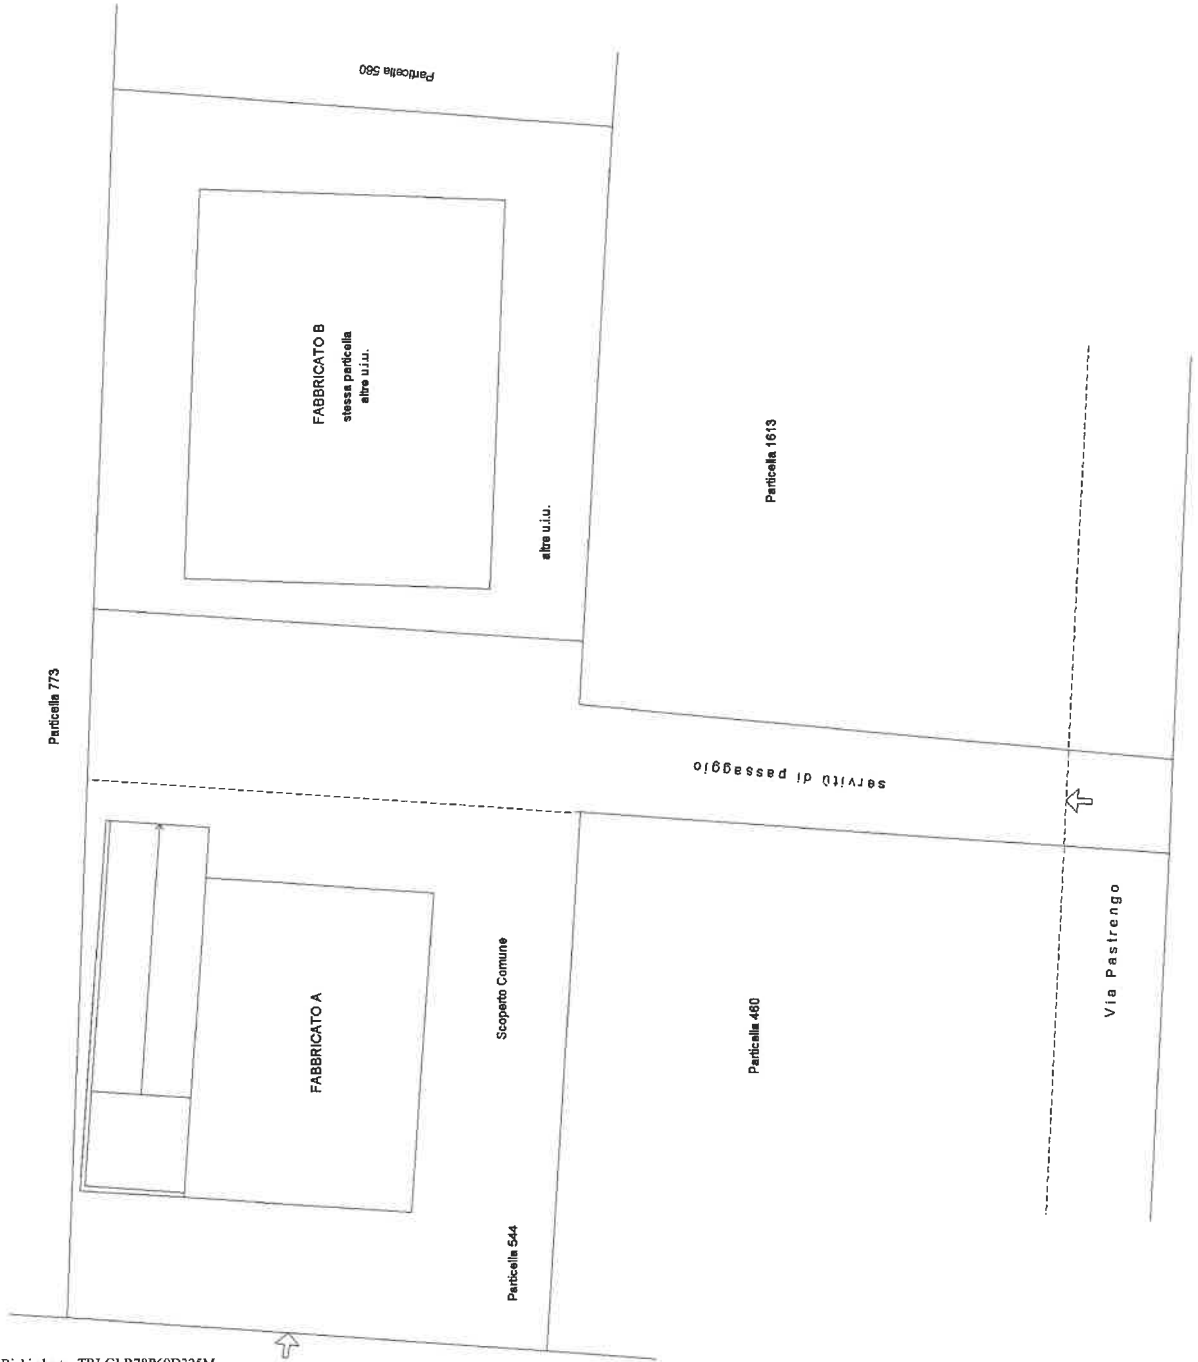 Particella 560
FABBRICATO B
stessa particella
altre u.i.u.
altre u.i.u.
Particella 1613
Particella 773
servitù di passaggio
FABBRICATO A
Scoperto Comune
Particella 460
Via Pastrengo
Particella 544